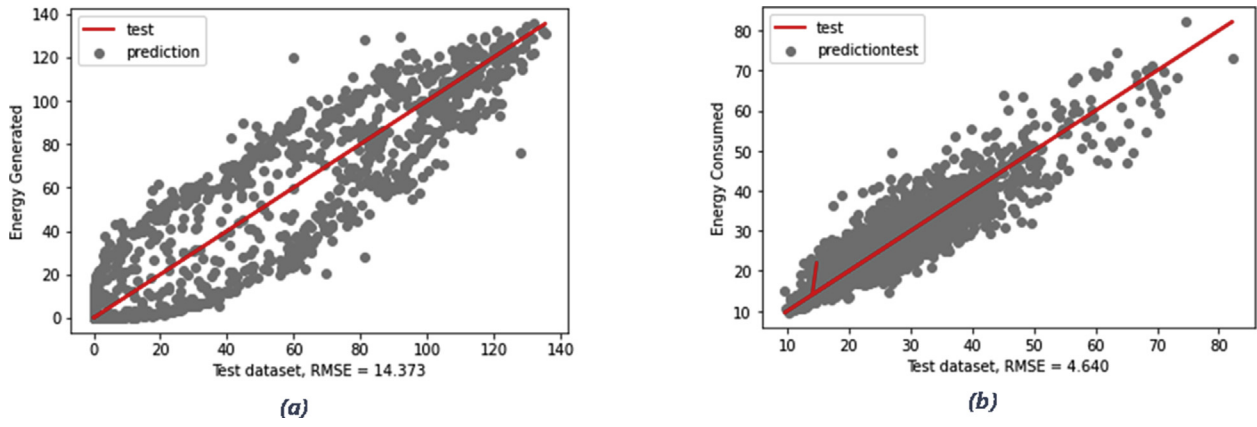 140
120
100
80
60
40
20
0
Energy Generated
test
prediction
0 20 40 60 80 100 120 140
Test dataset, RMSE = 14.373
(a)
80
70
60
50
40
30
20
10
Energy Consumed
test
predictiontest
10 20 30 40 50 60 70 80
Test dataset, RMSE = 4.640
(b)